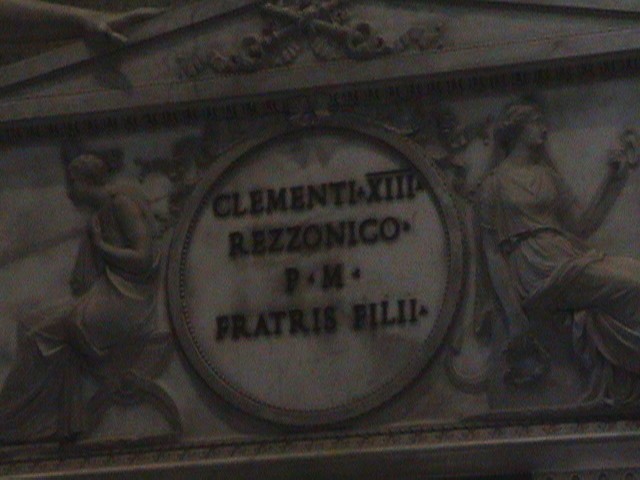 CLEMENTI·XIII·
REZZONICO·
P·M·
FRATRIS FILII·